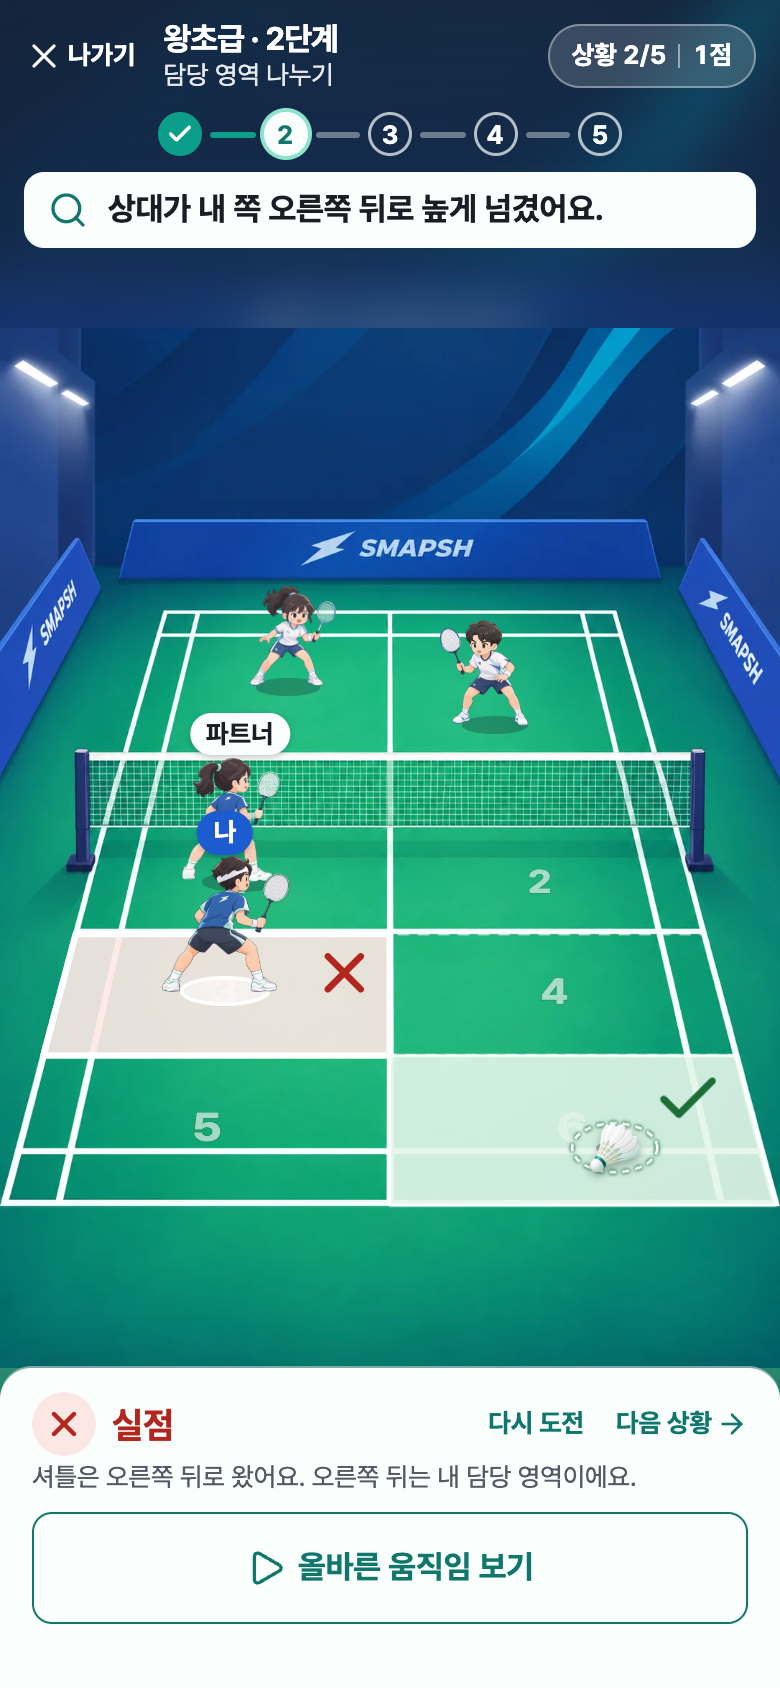 나가기
왕초급 · 2단계
담당 영역 나누기
상황 2/5 | 1점
2
3
4
5
상대가 내 쪽 오른쪽 뒤로 높게 넘겼어요.
SMAPSH
SMAPSH
SMAPSH
파트너
나
2
4
5
6
실점
다시 도전
다음 상황 →
셔틀은 오른쪽 뒤로 왔어요. 오른쪽 뒤는 내 담당 영역이에요.
올바른 움직임 보기